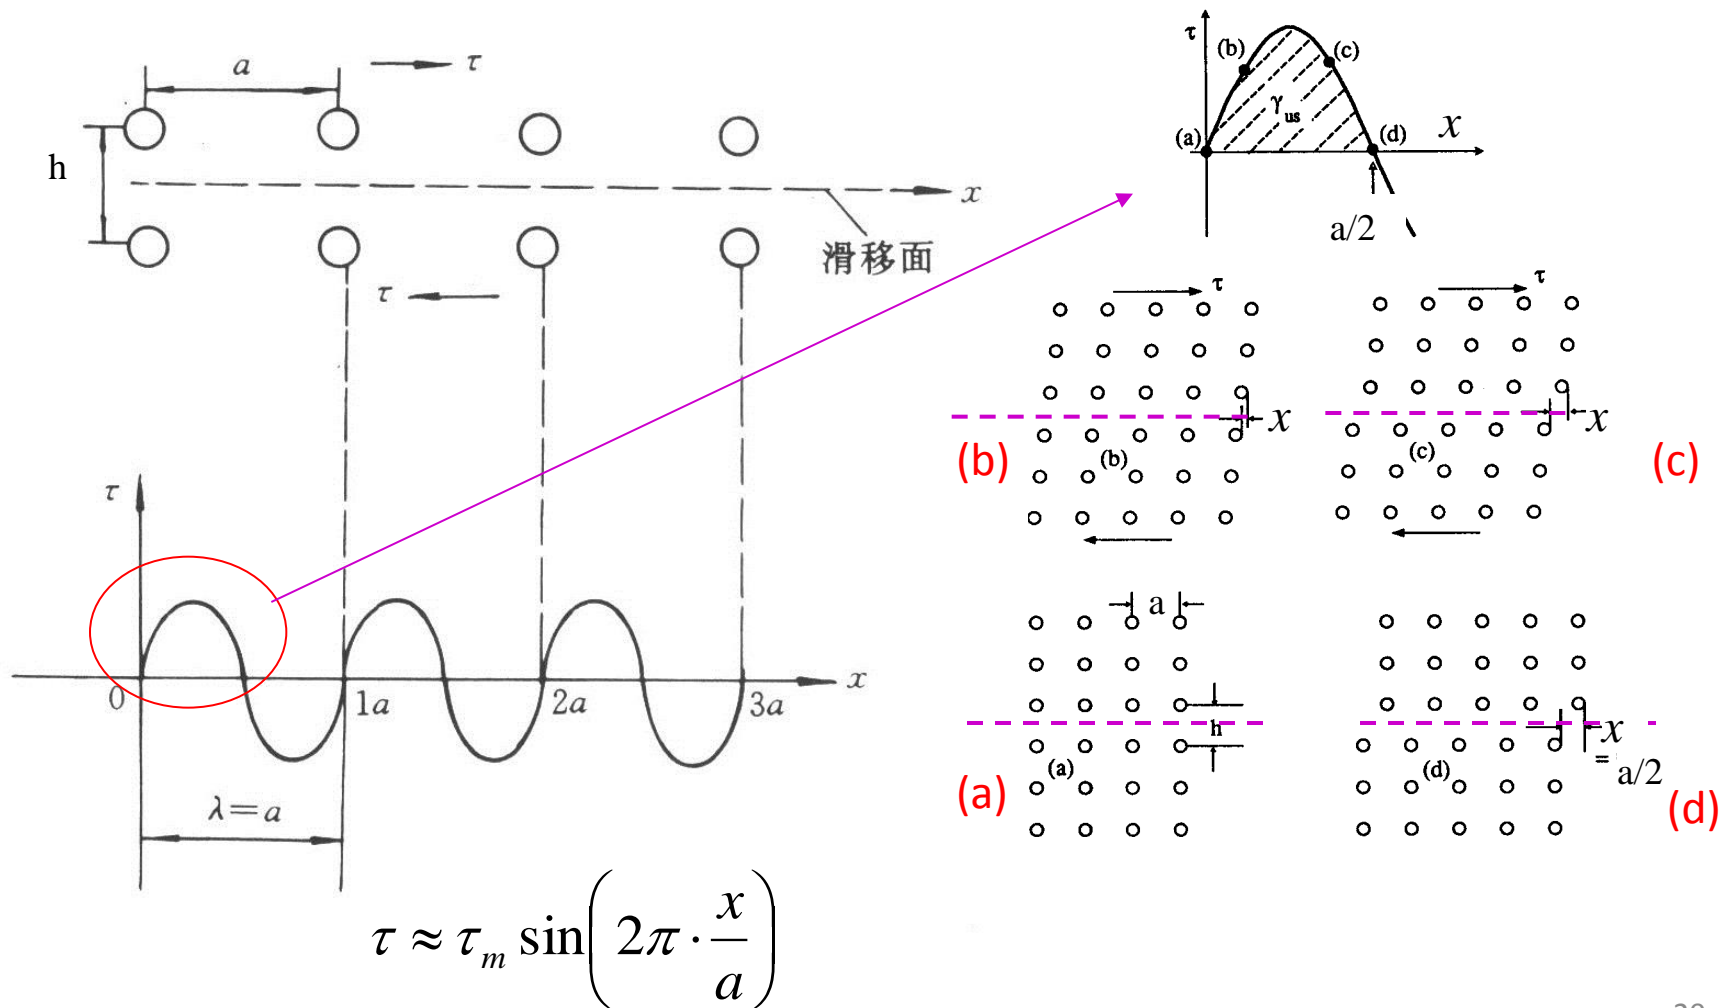 a
τ
h
x
滑移面
τ
τ
0
1a
2a
3a
x
λ=a
τ ≈ τm sin(2π · x/a)
τ
(b)
(c)
γus
(a)
(d)
x
a/2
τ
x
(b)
(b)
τ
x
(c)
(c)
a
h
(a)
(a)
x
= a/2
(d)
(d)